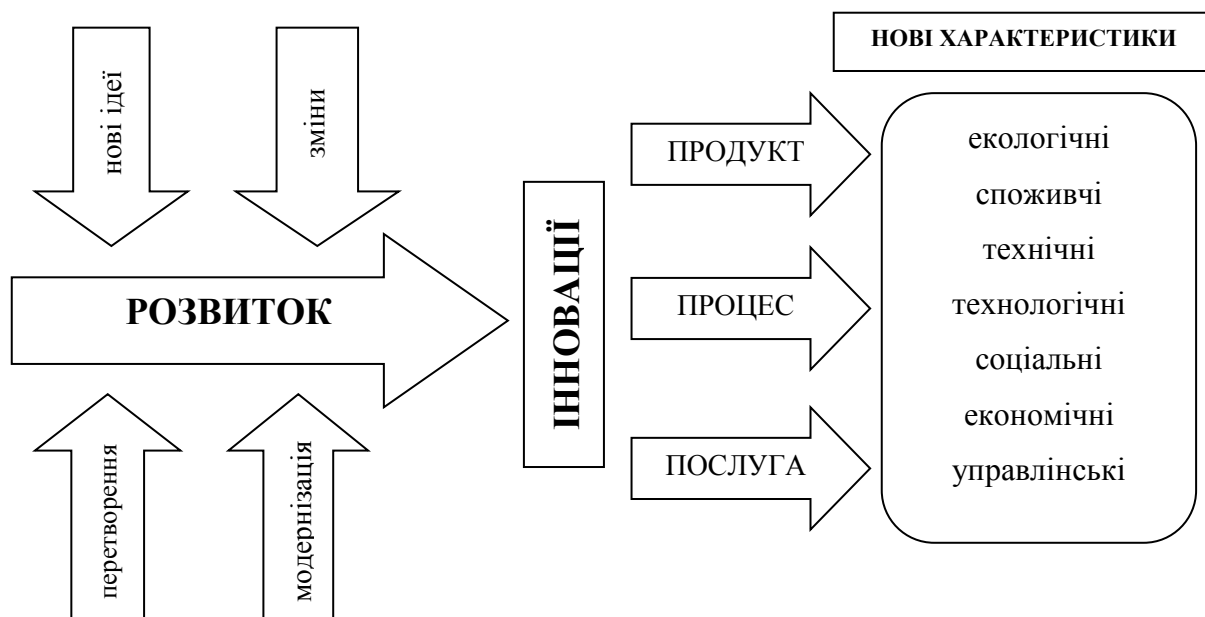 НОВІ ХАРАКТЕРИСТИКИ
нові ідеї
зміни
РОЗВИТОК
перетворення
модернізація
ІННОВАЦІЇ
ПРОДУКТ
ПРОЦЕС
ПОСЛУГА
екологічні
споживчі
технічні
технологічні
соціальні
економічні
управлінські